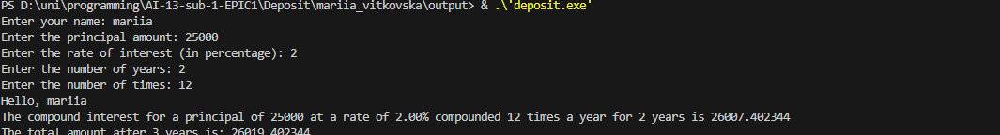 PS D:\uni\programming\AI-13-sub-1-EPIC1\Deposit\mariia_vitkovska\output> & .\'deposit.exe'
Enter your name: mariia
Enter the principal amount: 25000
Enter the rate of interest (in percentage): 2
Enter the number of years: 2
Enter the number of times: 12
Hello, mariia
The compound interest for a principal of 25000 at a rate of 2.00% compounded 12 times a year for 2 years is 26007.402344
The total amount after 3 years is: 26019.402344